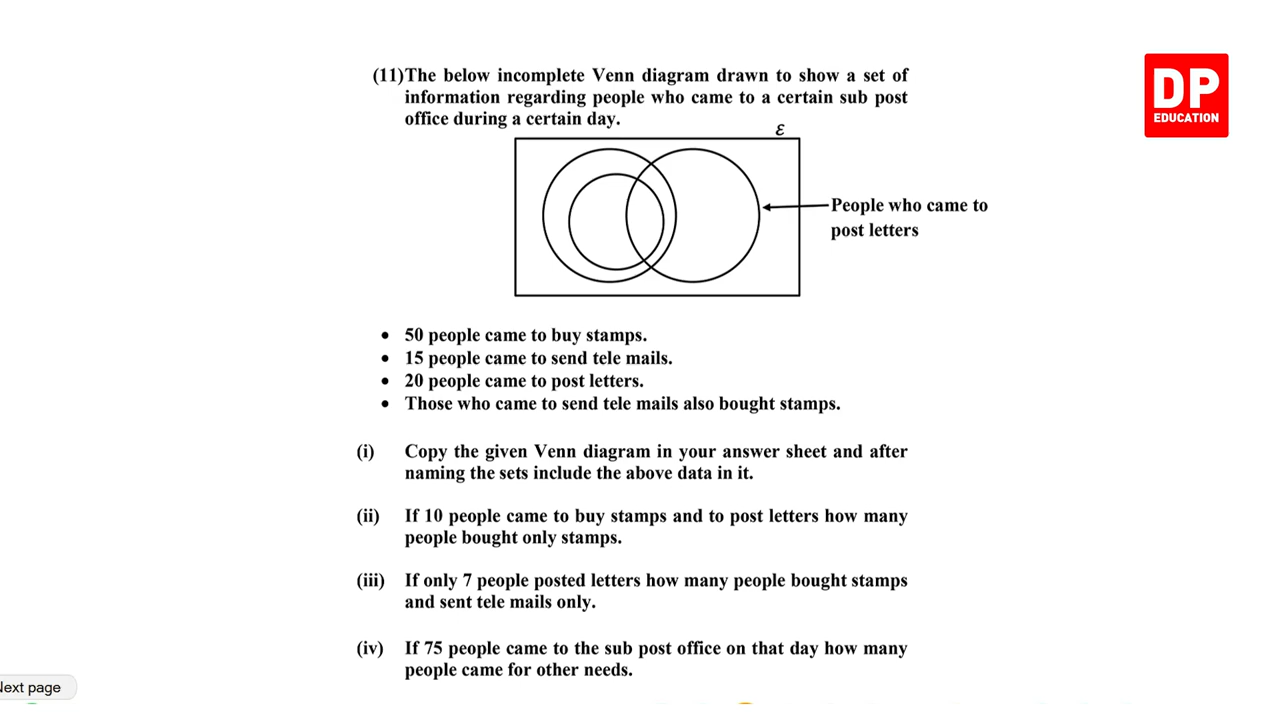 DP
EDUCATION
(11)The below incomplete Venn diagram drawn to show a set of
information regarding people who came to a certain sub post
office during a certain day.
ε
People who came to
post letters
• 50 people came to buy stamps.
• 15 people came to send tele mails.
• 20 people came to post letters.
• Those who came to send tele mails also bought stamps.
(i) Copy the given Venn diagram in your answer sheet and after
naming the sets include the above data in it.
(ii) If 10 people came to buy stamps and to post letters how many
people bought only stamps.
(iii) If only 7 people posted letters how many people bought stamps
and sent tele mails only.
(iv) If 75 people came to the sub post office on that day how many
people came for other needs.
Next page